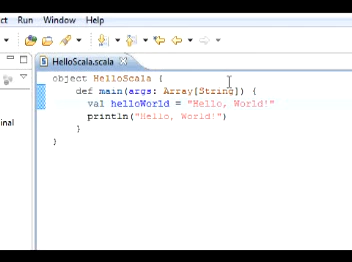 ct Run Window Help
HelloScala.scala
object HelloScala {
def main(args: Array[String]) {
val helloWorld = "Hello, World!"
println("Hello, World!")
}
}
inal